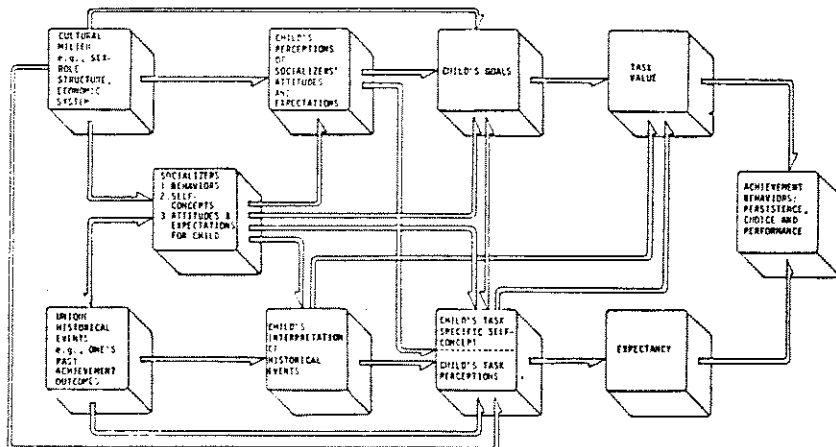 CULTURAL
MILIEU
e.g., SEX-
ROLE
STRUCTURE,
ECONOMIC
SYSTEM
CHILD'S
PERCEPTIONS
OF
SOCIALIZERS'
ATTITUDES
AND
EXPECTATIONS
CHILD'S GOALS
TASK
VALUE
SOCIALIZERS
1 BEHAVIORS
2. SELF-
CONCEPTS
3 ATTITUDES &
EXPECTATIONS
FOR CHILD
ACHIEVEMENT
BEHAVIORS:
PERSISTENCE,
CHOICE AND
PERFORMANCE
UNIQUE
HISTORICAL
EVENTS
e.g., ONE'S
PAST
ACHIEVEMENT
OUTCOMES
CHILD'S
INTERPRETATION
OF
HISTORICAL
EVENTS
CHILD'S TASK
SPECIFIC SELF-
CONCEPT
CHILD'S TASK
PERCEPTIONS
EXPECTANCY